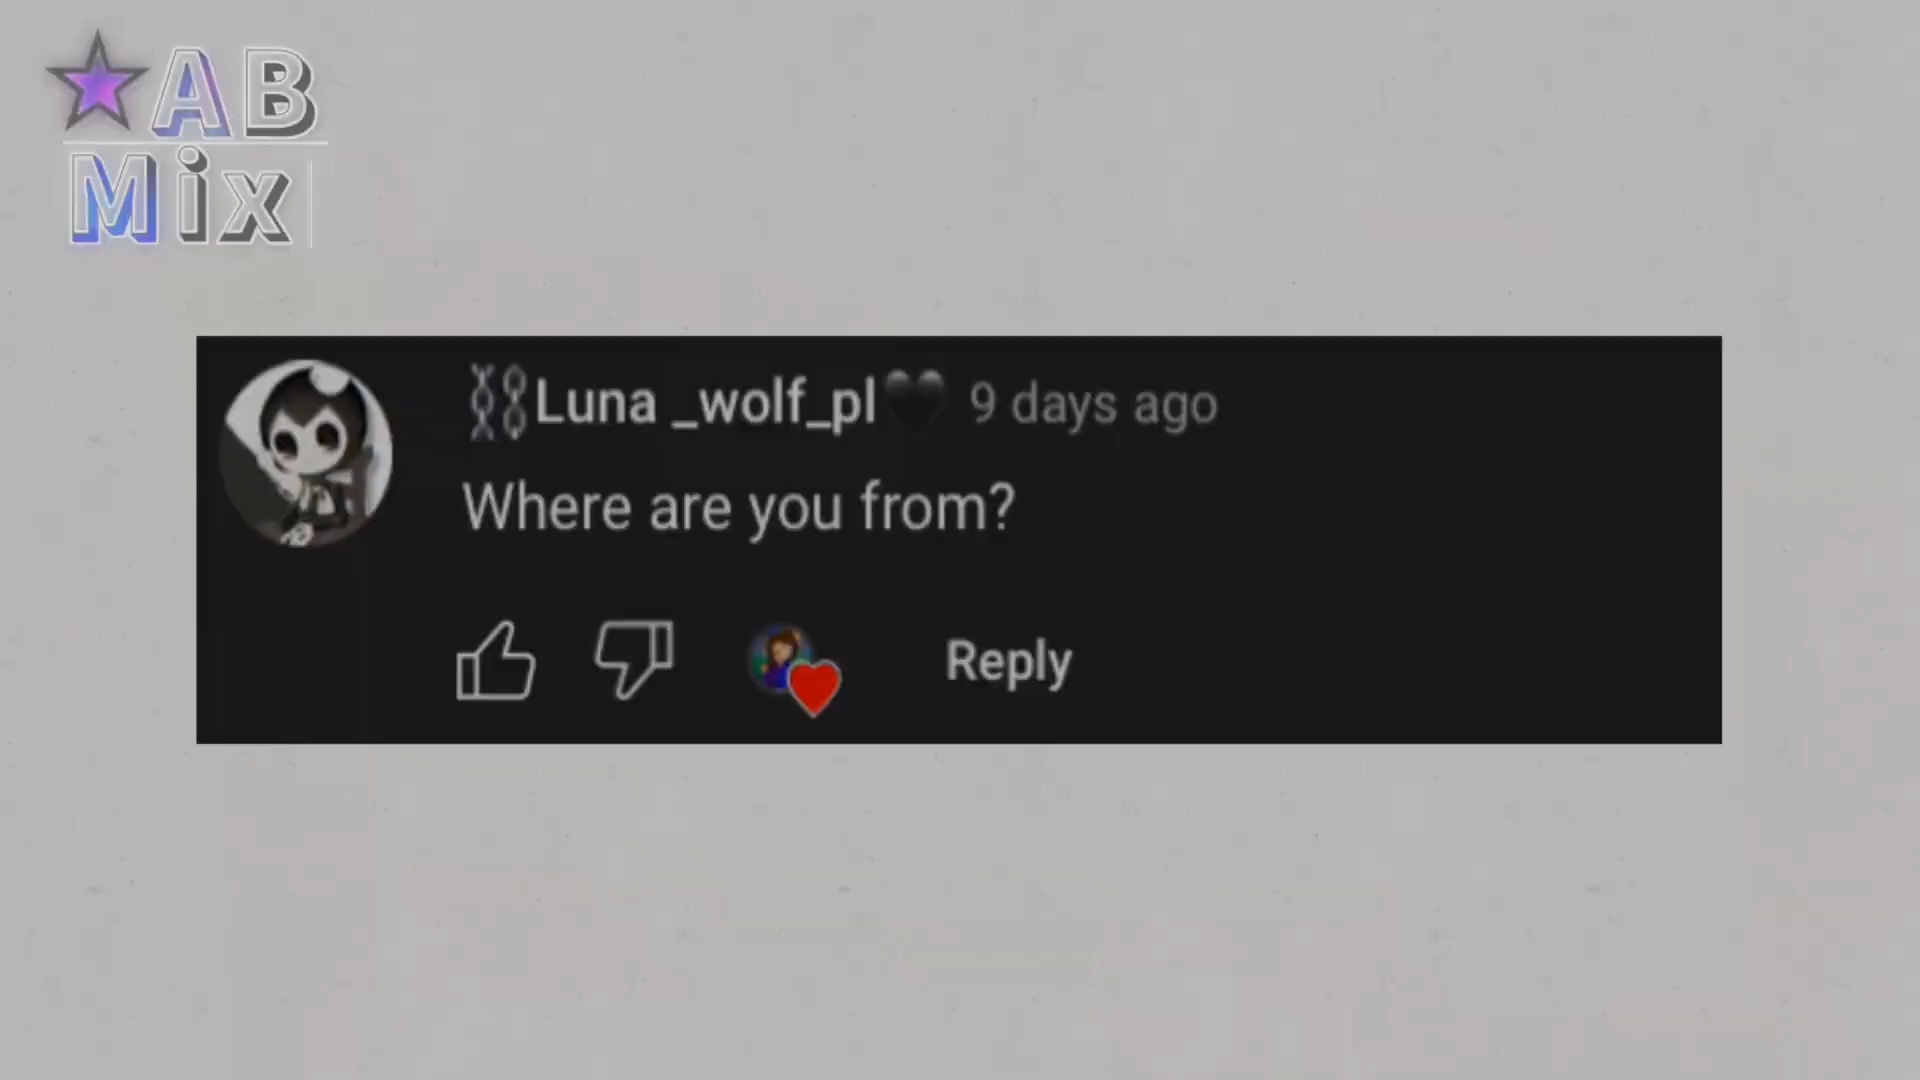 ★AB
Mix
⛓Luna _wolf_pl🖤 9 days ago
Where are you from?
Reply